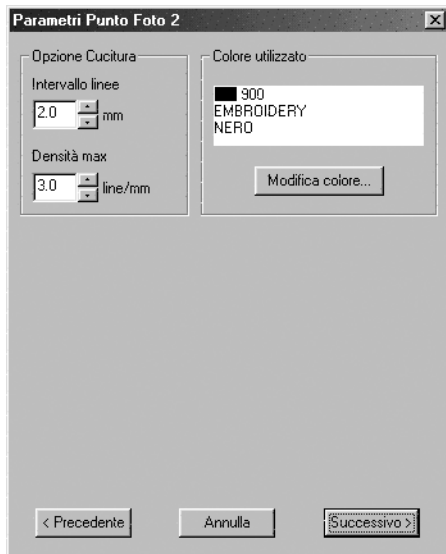 Parametri Punto Foto 2
Opzione Cucitura
Intervallo linee
2.0 mm
Densità max
3.0 line/mm
Colore utilizzato
900
EMBROIDERY
NERO
Modifica colore...
< Precedente
Annulla
Successivo >